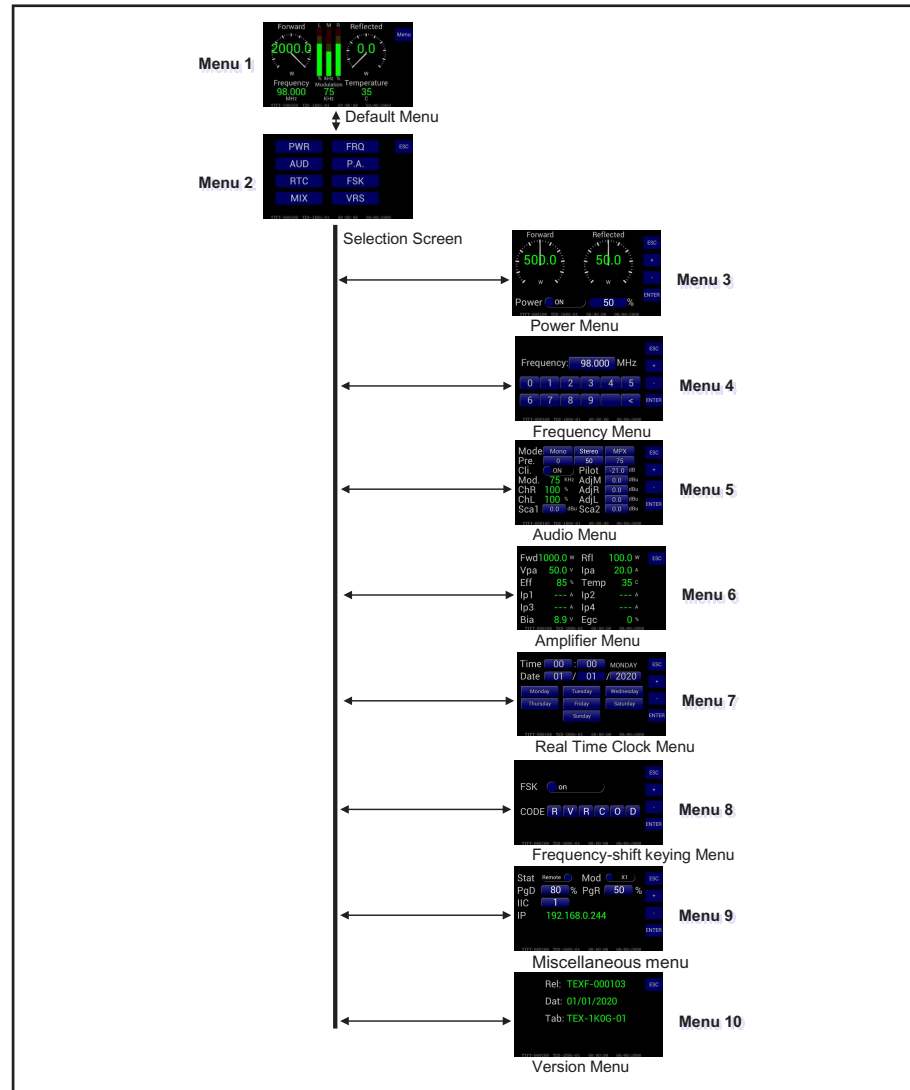 Forward L M R Reflected
Menu
2000.0 0.0
W W
% kHz %
Frequency Modulation Temperature
98.000 75 35
MHz KHz C
Menu 1
Default Menu
PWR FRQ ESC
AUD P.A.
RTC FSK
MIX VRS
Menu 2
Selection Screen
Forward Reflected
ESC
500.0 50.0 +
W W -
ENTER
Power ON 50 %
Menu 3
Power Menu
ESC
Frequency: 98.000 MHz +
0 1 2 3 4 5 -
6 7 8 9 < ENTER
Menu 4
Frequency Menu
Mode Mono Stereo MPX ESC
Pre. 0 50 75
Cli. ON Pilot -21.0 dB +
Mod. 75 KHz AdjM 0.0 dBu
ChR 100 % AdjR 0.0 dBu -
ChL 100 % AdjL 0.0 dBu
Sca1 0.0 dBu Sca2 0.0 dBu ENTER
Menu 5
Audio Menu
Fwd 1000.0 W Rfl 100.0 W ESC
Vpa 50.0 V Ipa 20.0 A
Eff 85 % Temp 35 C
Ip1 --- A Ip2 --- A
Ip3 --- A Ip4 --- A
Bia 8.9 V Egc 0 %
Menu 6
Amplifier Menu
Time 00 : 00 MONDAY ESC
Date 01 / 01 / 2020 +
Monday Tuesday Wednesday
Thursday Friday Saturday -
Sunday ENTER
Menu 7
Real Time Clock Menu
ESC
FSK on +
CODE R V R C O D -
ENTER
Menu 8
Frequency-shift keying Menu
Stat Remote Mod X1 ESC
PgD 80 % PgR 50 % +
IIC 1
IP 192.168.0.244 -
ENTER
Menu 9
Miscellaneous menu
Rel: TEXF-000103 ESC
Dat: 01/01/2020
Tab: TEX-1K0G-01
Menu 10
Version Menu